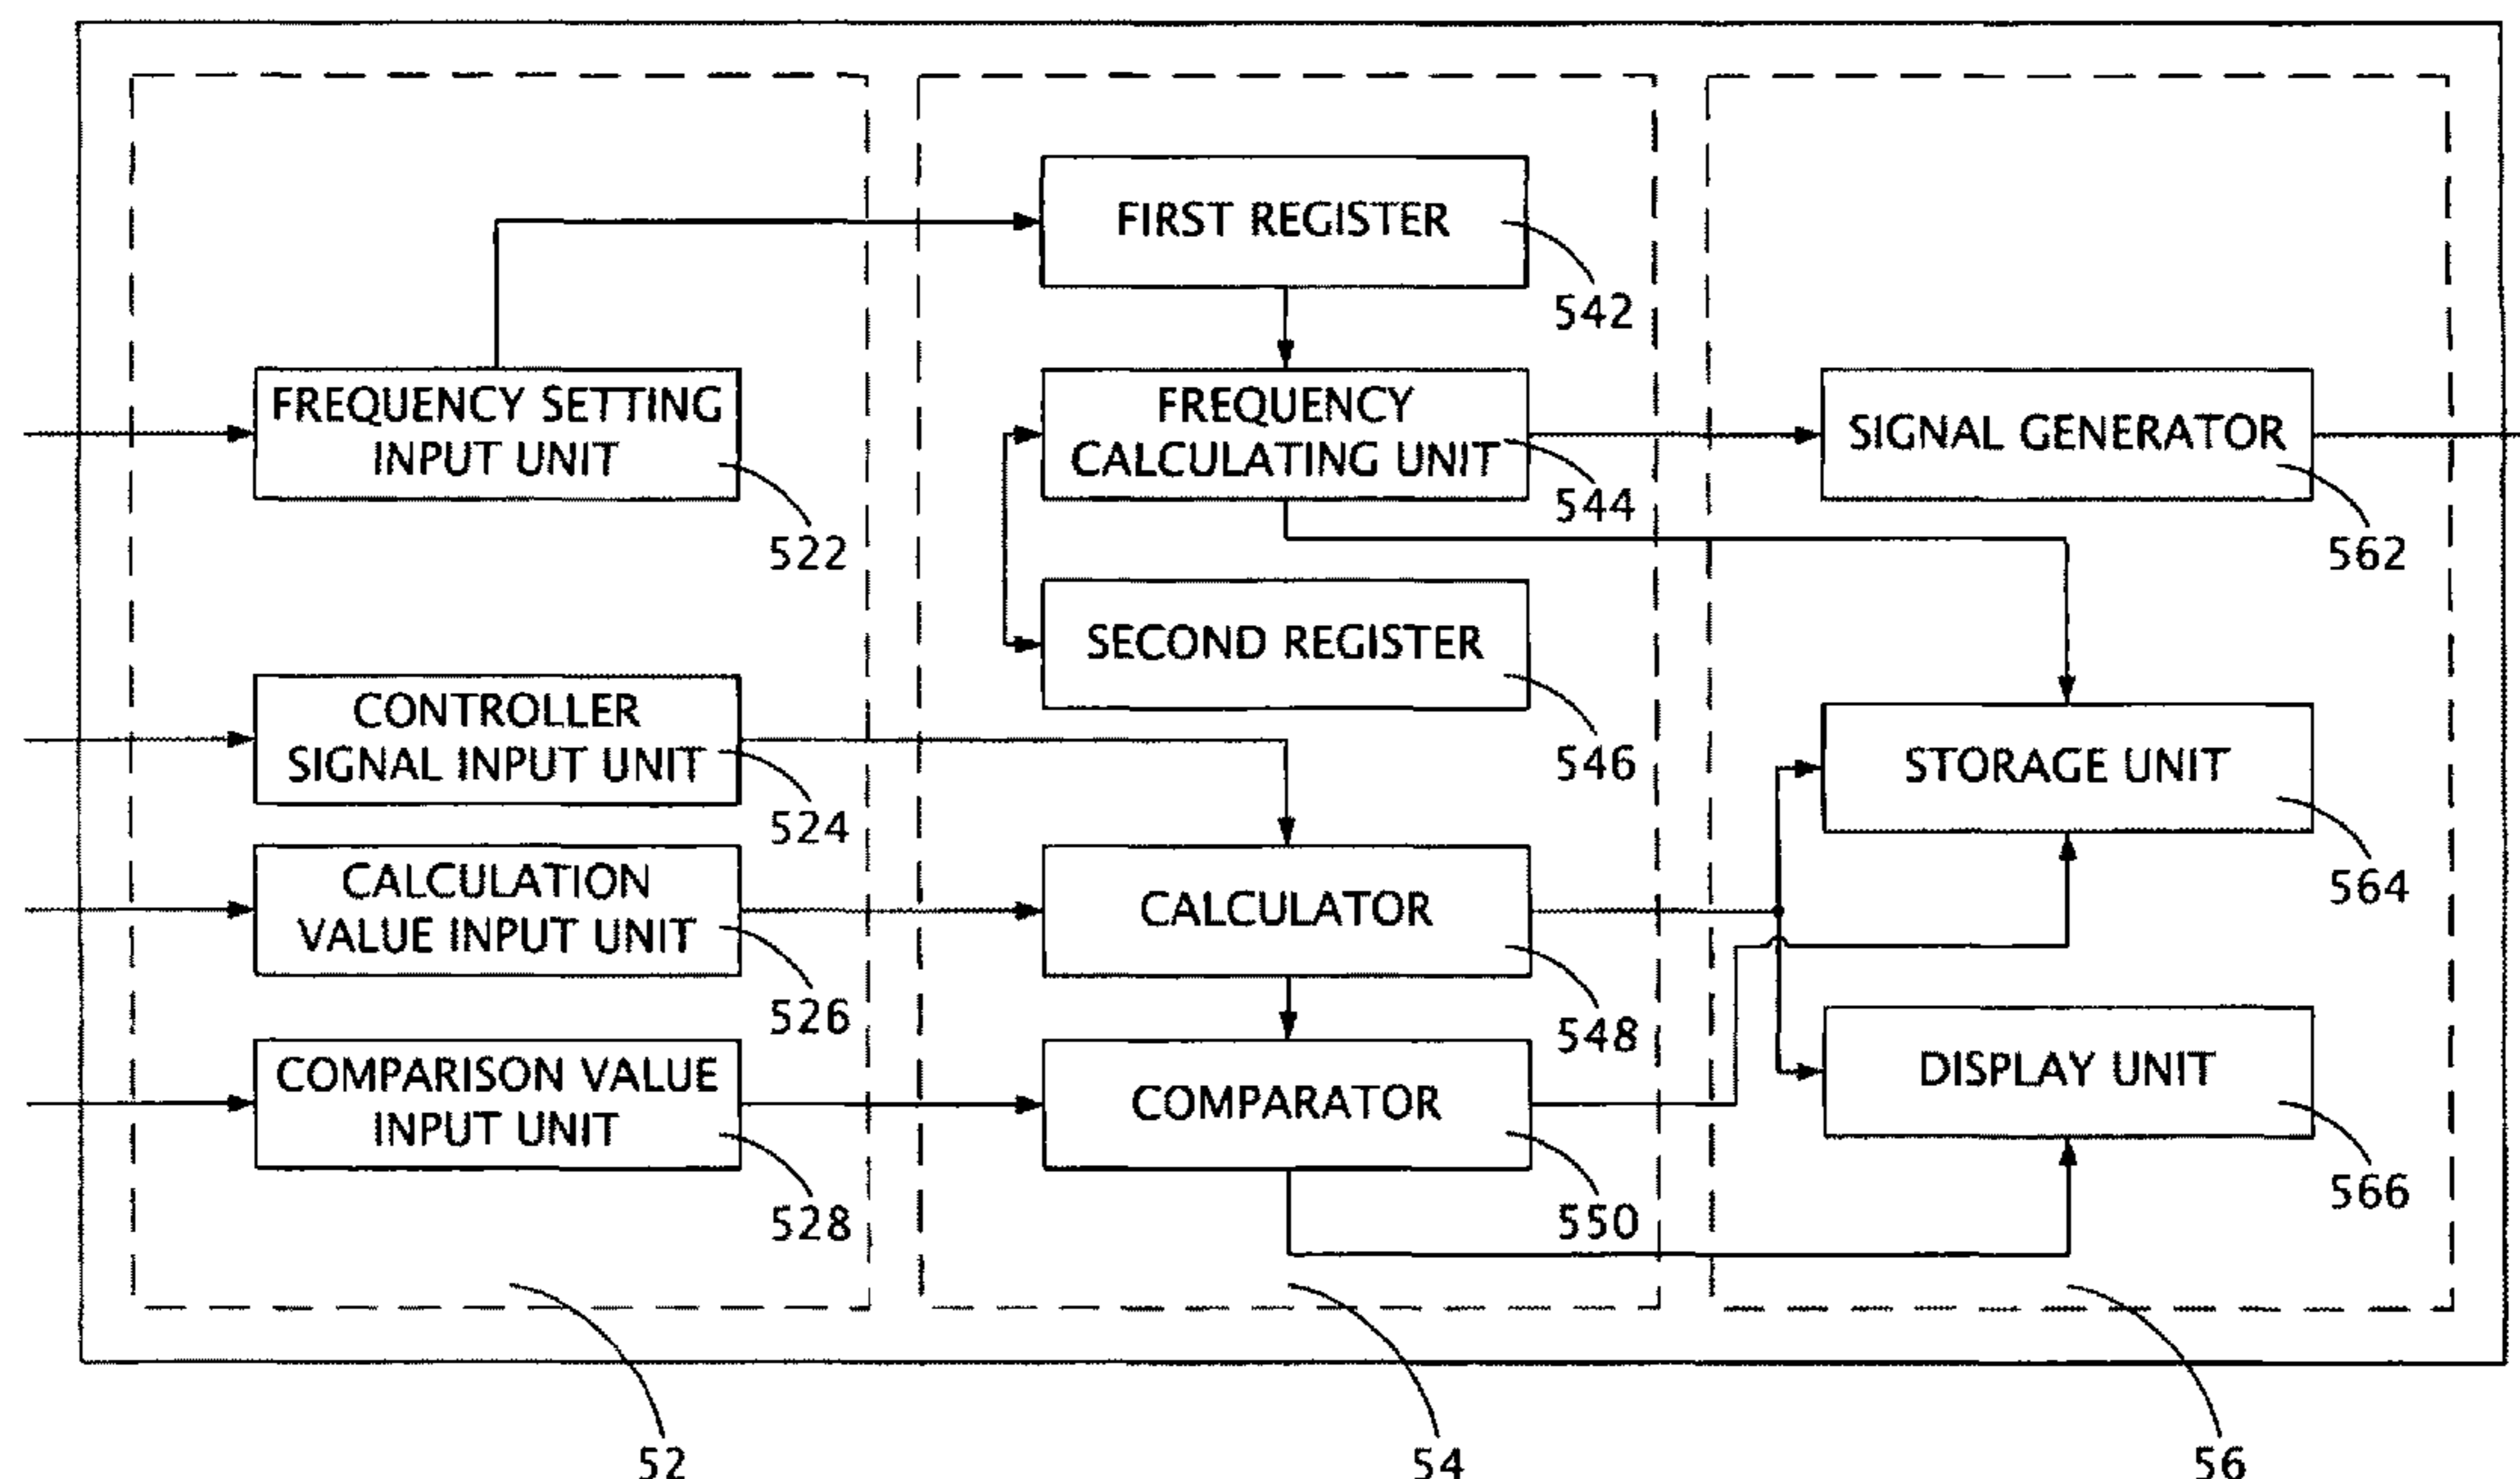 FIRST REGISTER
542
FREQUENCY SETTING
INPUT UNIT
522
FREQUENCY
CALCULATING UNIT
544
SIGNAL GENERATOR
562
SECOND REGISTER
546
CONTROLLER
SIGNAL INPUT UNIT
524
STORAGE UNIT
564
CALCULATION
VALUE INPUT UNIT
526
CALCULATOR
548
COMPARISON VALUE
INPUT UNIT
528
COMPARATOR
550
DISPLAY UNIT
566
52
54
56